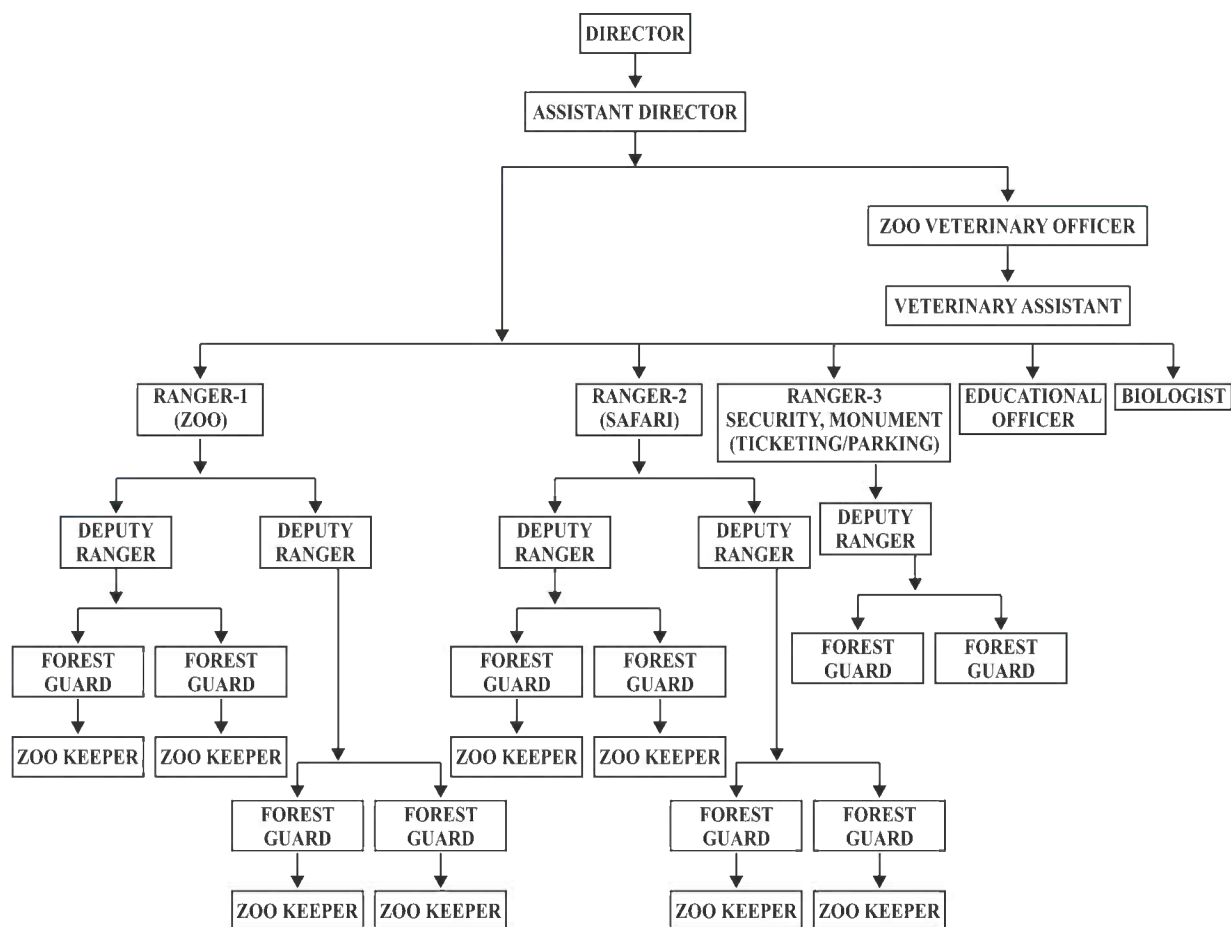 DIRECTOR
ASSISTANT DIRECTOR
ZOO VETERINARY OFFICER
VETERINARY ASSISTANT
RANGER-1
(ZOO)
RANGER-2
(SAFARI)
RANGER-3
SECURITY, MONUMENT
(TICKETING/PARKING)
EDUCATIONAL
OFFICER
BIOLOGIST
DEPUTY
RANGER
DEPUTY
RANGER
DEPUTY
RANGER
DEPUTY
RANGER
DEPUTY
RANGER
FOREST
GUARD
FOREST
GUARD
FOREST
GUARD
FOREST
GUARD
FOREST
GUARD
FOREST
GUARD
ZOO KEEPER
ZOO KEEPER
ZOO KEEPER
ZOO KEEPER
FOREST
GUARD
FOREST
GUARD
FOREST
GUARD
FOREST
GUARD
ZOO KEEPER
ZOO KEEPER
ZOO KEEPER
ZOO KEEPER